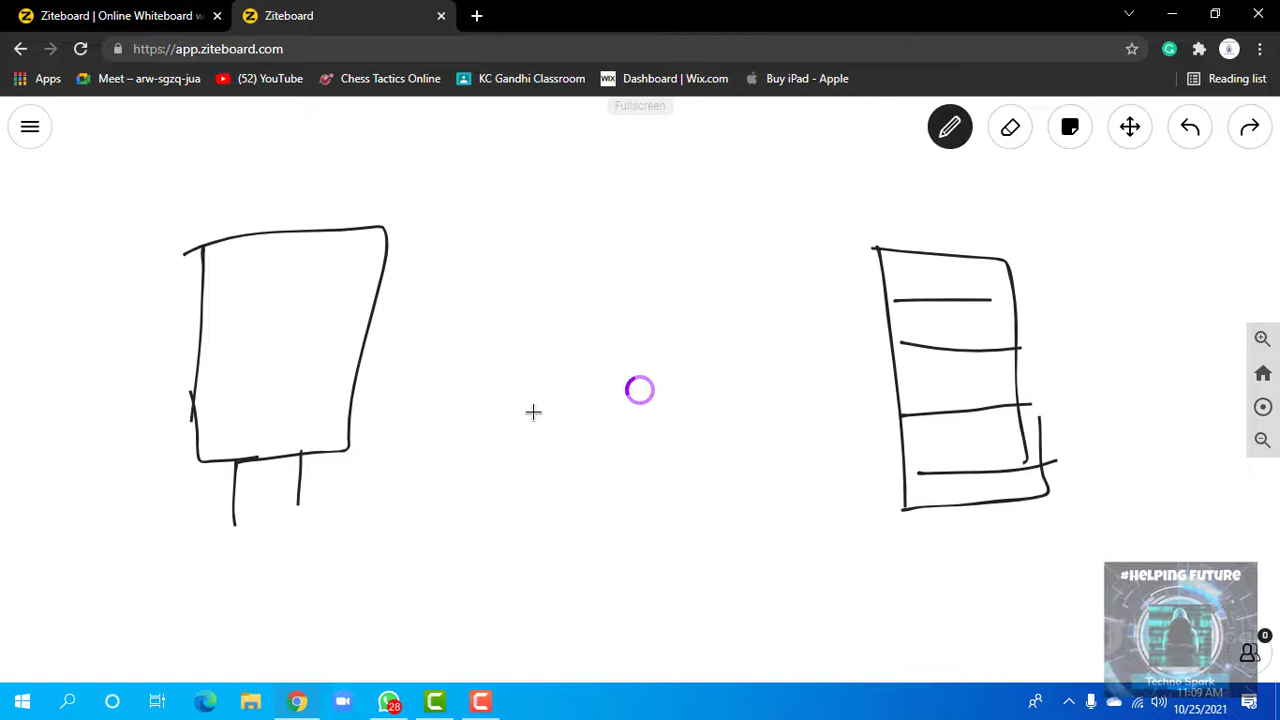 Ziteboard | Online Whiteboard w
Ziteboard
https://app.ziteboard.com
Apps
Meet – arw-sgzq-jua
(52) YouTube
Chess Tactics Online
KC Gandhi Classroom
WIX
Dashboard | Wix.com
Buy iPad - Apple
Reading list
Fullscreen
#HELPING FUTURE
0
Techno Spark
28
11:09 AM
10/25/2021